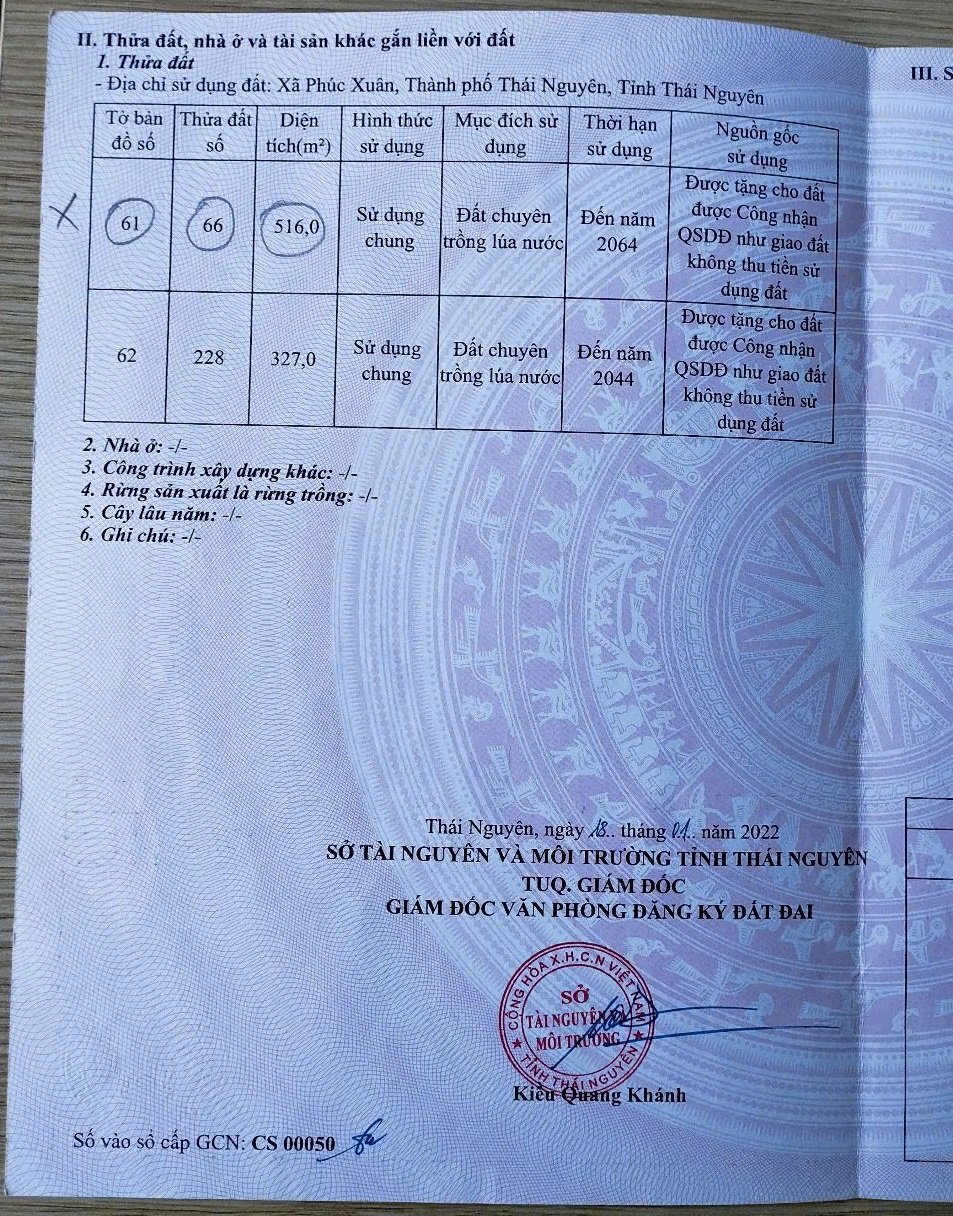 II. Thửa đất, nhà ở và tài sản khác gắn liền với đất
1. Thửa đất
- Địa chỉ sử dụng đất: Xã Phúc Xuân, Thành phố Thái Nguyên, Tỉnh Thái Nguyên
Tờ bản đồ số
Thửa đất số
Diện tích(m²)
Hình thức sử dụng
Mục đích sử dụng
Thời hạn sử dụng
Nguồn gốc sử dụng
X
61
66
516,0
Sử dụng chung
Đất chuyên trồng lúa nước
Đến năm 2064
Được tặng cho đất được Công nhận QSDĐ như giao đất không thu tiền sử dụng đất
62
228
327,0
Sử dụng chung
Đất chuyên trồng lúa nước
Đến năm 2044
Được tặng cho đất được Công nhận QSDĐ như giao đất không thu tiền sử dụng đất
2. Nhà ở: -/-
3. Công trình xây dựng khác: -/-
4. Rừng sản xuất là rừng trồng: -/-
5. Cây lâu năm: -/-
6. Ghi chú: -/-
Thái Nguyên, ngày 18.. tháng 01.. năm 2022
SỞ TÀI NGUYÊN VÀ MÔI TRƯỜNG TỈNH THÁI NGUYÊN
TUQ. GIÁM ĐỐC
GIÁM ĐỐC VĂN PHÒNG ĐĂNG KÝ ĐẤT ĐAI
CỘNG HÒA X.H.C.N VIỆT NAM
SỞ
TÀI NGUYÊN VÀ
MÔI TRƯỜNG
TỈNH THÁI NGUYÊN
Kiều Quang Khánh
Số vào sổ cấp GCN: CS 00050
III. S